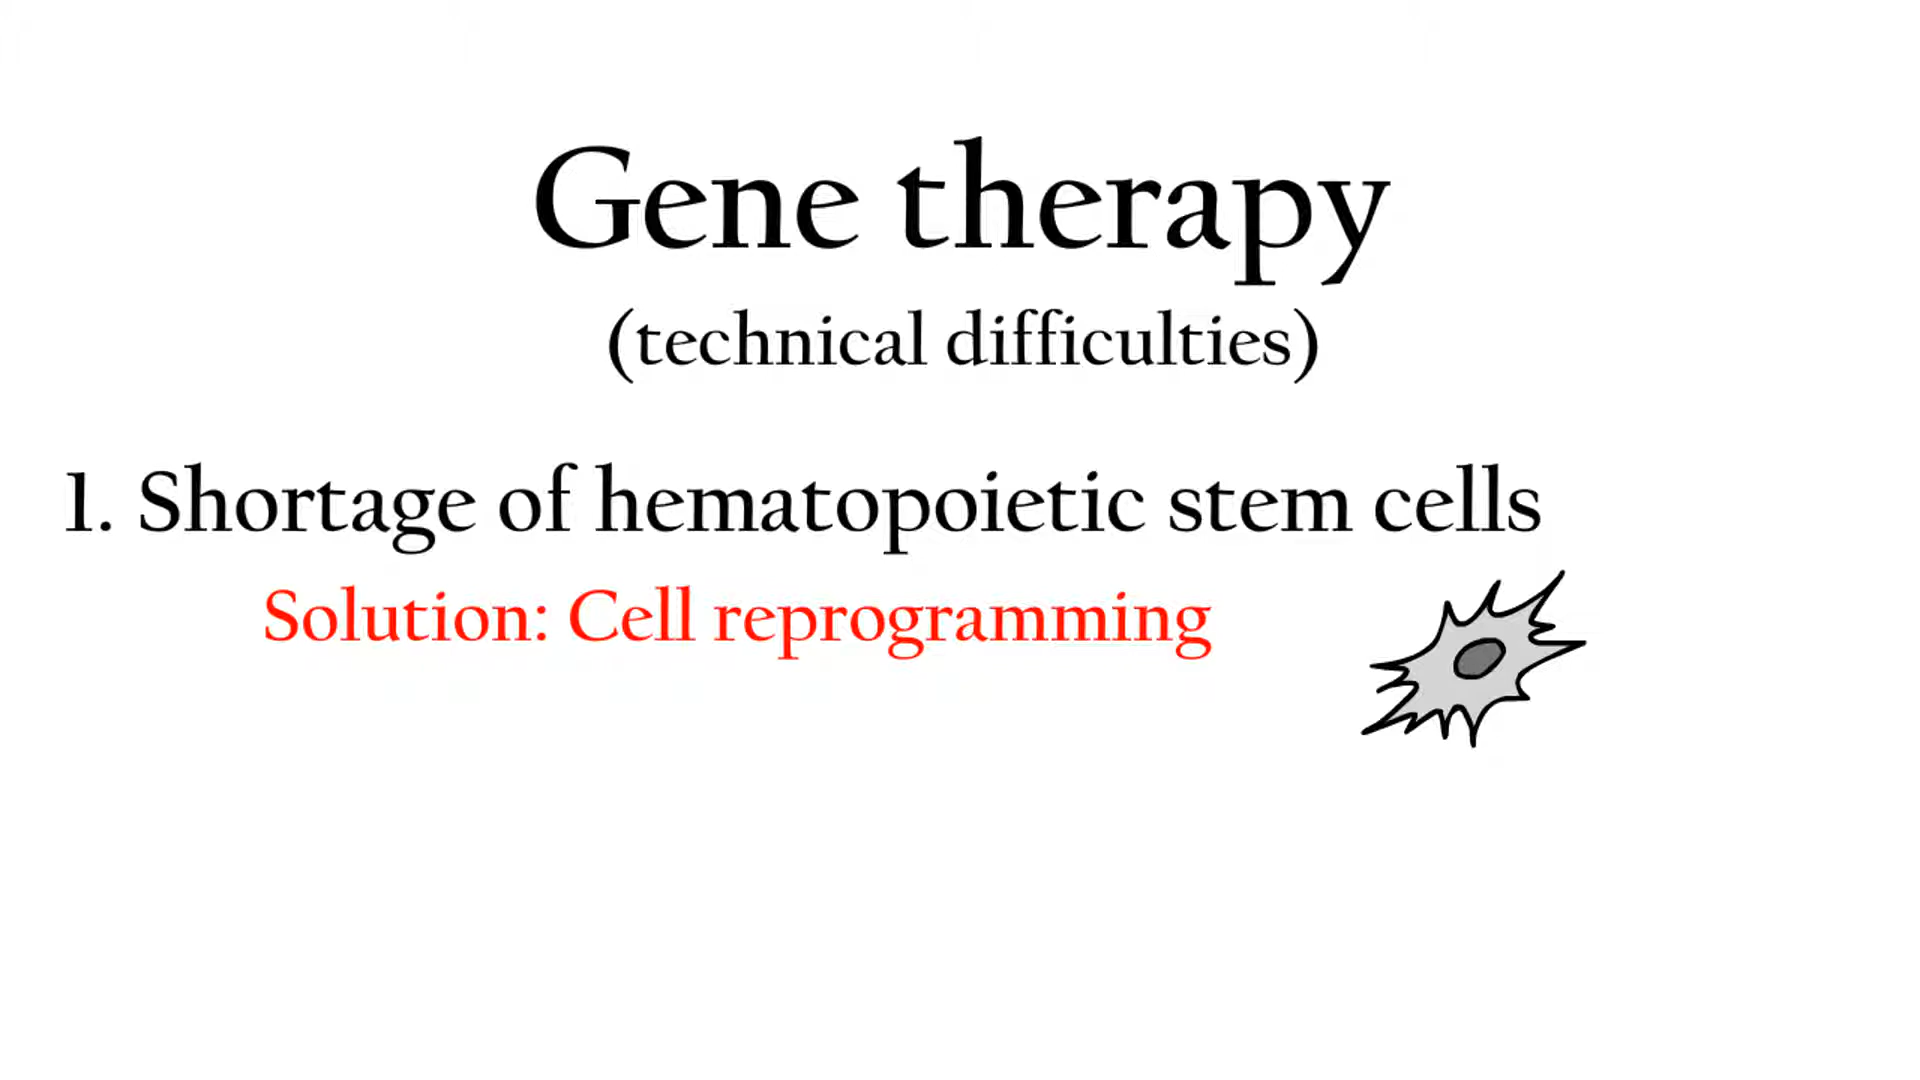 Gene therapy
(technical difficulties)
1. Shortage of hematopoietic stem cells
Solution: Cell reprogramming